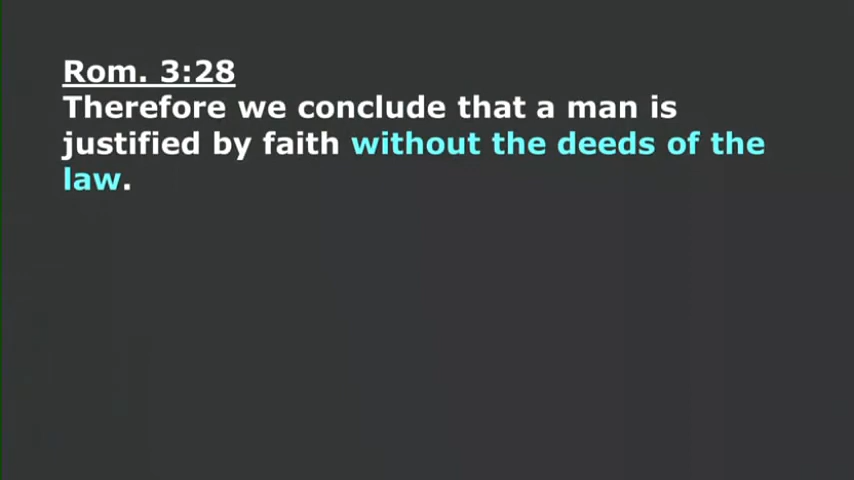 Rom. 3:28
Therefore we conclude that a man is
justified by faith without the deeds of the
law.